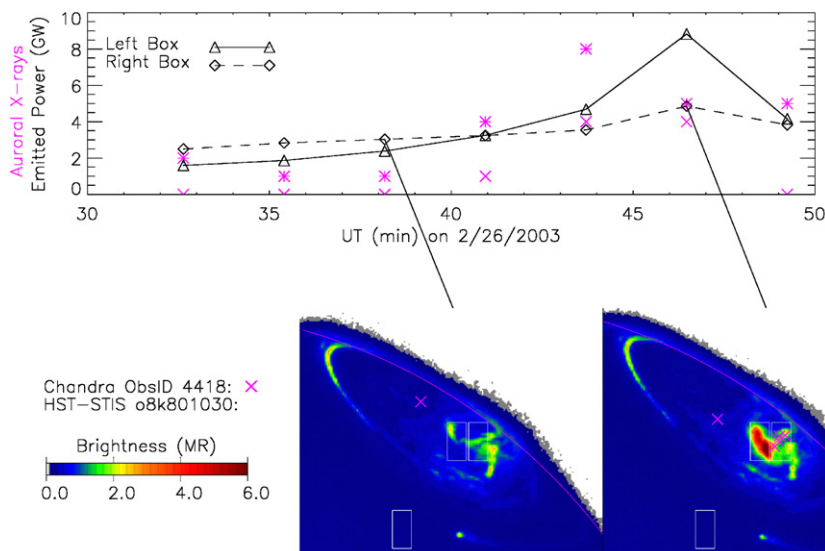 Auroral X-rays
Emitted Power (GW)
10
8
6
4
2
0
Left Box
Right Box
30 35 40 45 50
UT (min) on 2/26/2003
Chandra ObsID 4418:
HST-STIS o8k801030:
Brightness (MR)
0.0 2.0 4.0 6.0